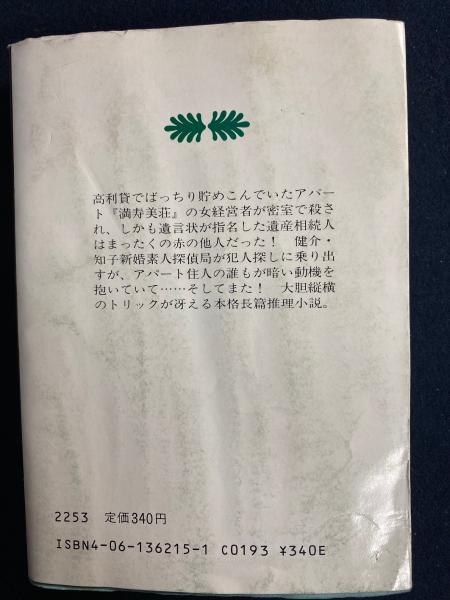 高利貸でばっちり貯めこんでいたアパー
ト『満寿美荘』の女経営者が密室で殺さ
れ、しかも遺言状が指名した遺産相続人
はまったくの赤の他人だった！　健介・
知子新婚素人探偵局が犯人探しに乗り出
すが、アパート住人の誰もが暗い動機を
抱いていて……そしてまた！　大胆縦横
のトリックが冴える本格長篇推理小説。
2253 定価340円
ISBN4-06-136215-1 C0193 ¥340E